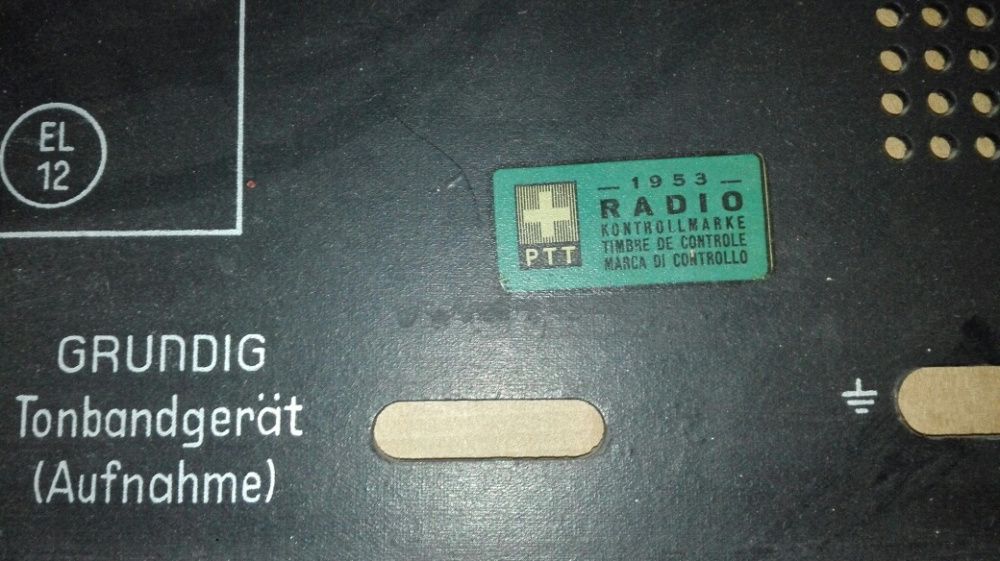 EL
12
— 1953 —
RADIO
KONTROLLMARKE
TIMBRE DE CONTROLE
MARCA DI CONTROLLO
PTT
GRUNDIG
Tonbandgerät
(Aufnahme)